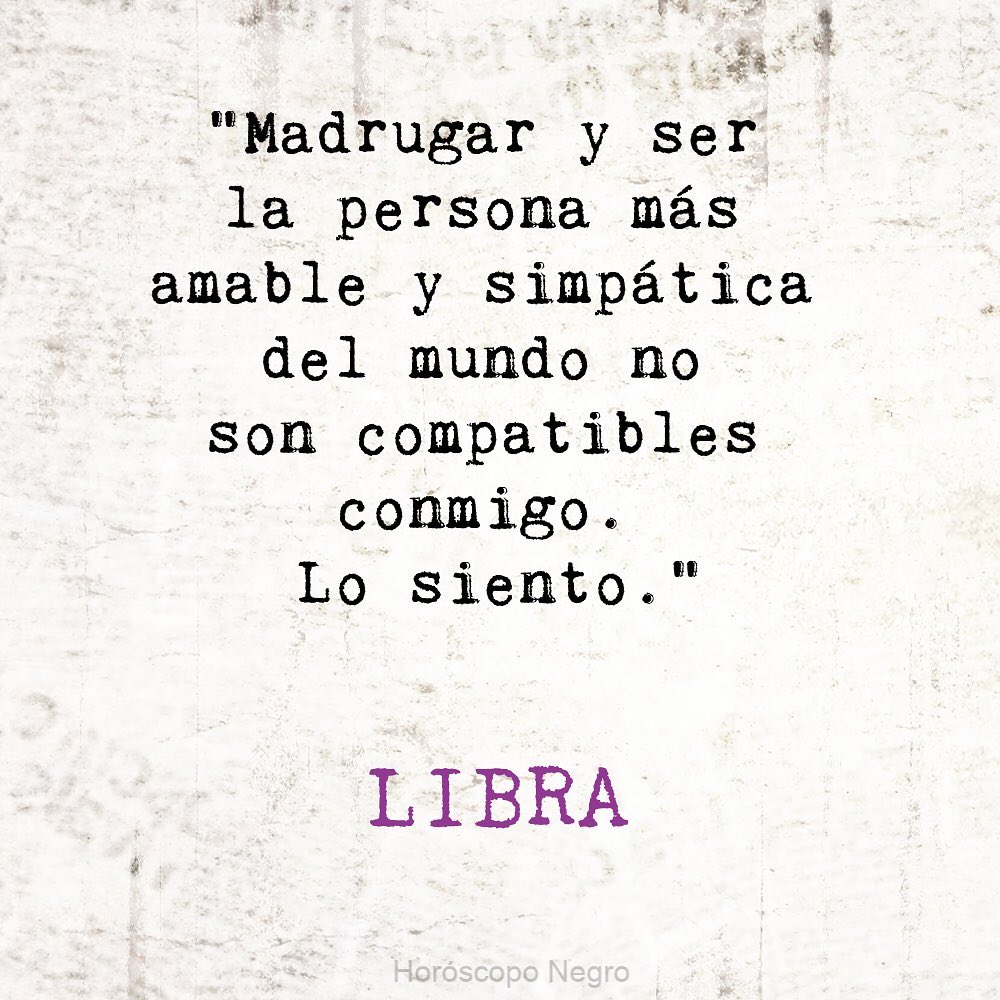 "Madrugar y ser
la persona más
amable y simpática
del mundo no
son compatibles
conmigo.
Lo siento."
LIBRA
Horóscopo Negro